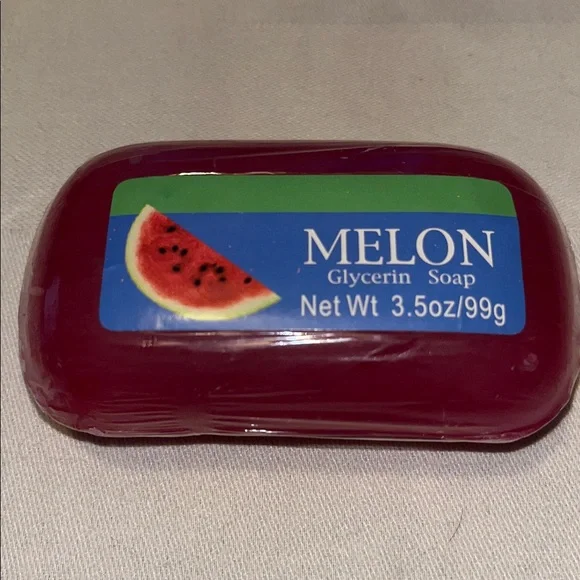 MELON
Glycerin Soap
Net Wt 3.5oz/99g